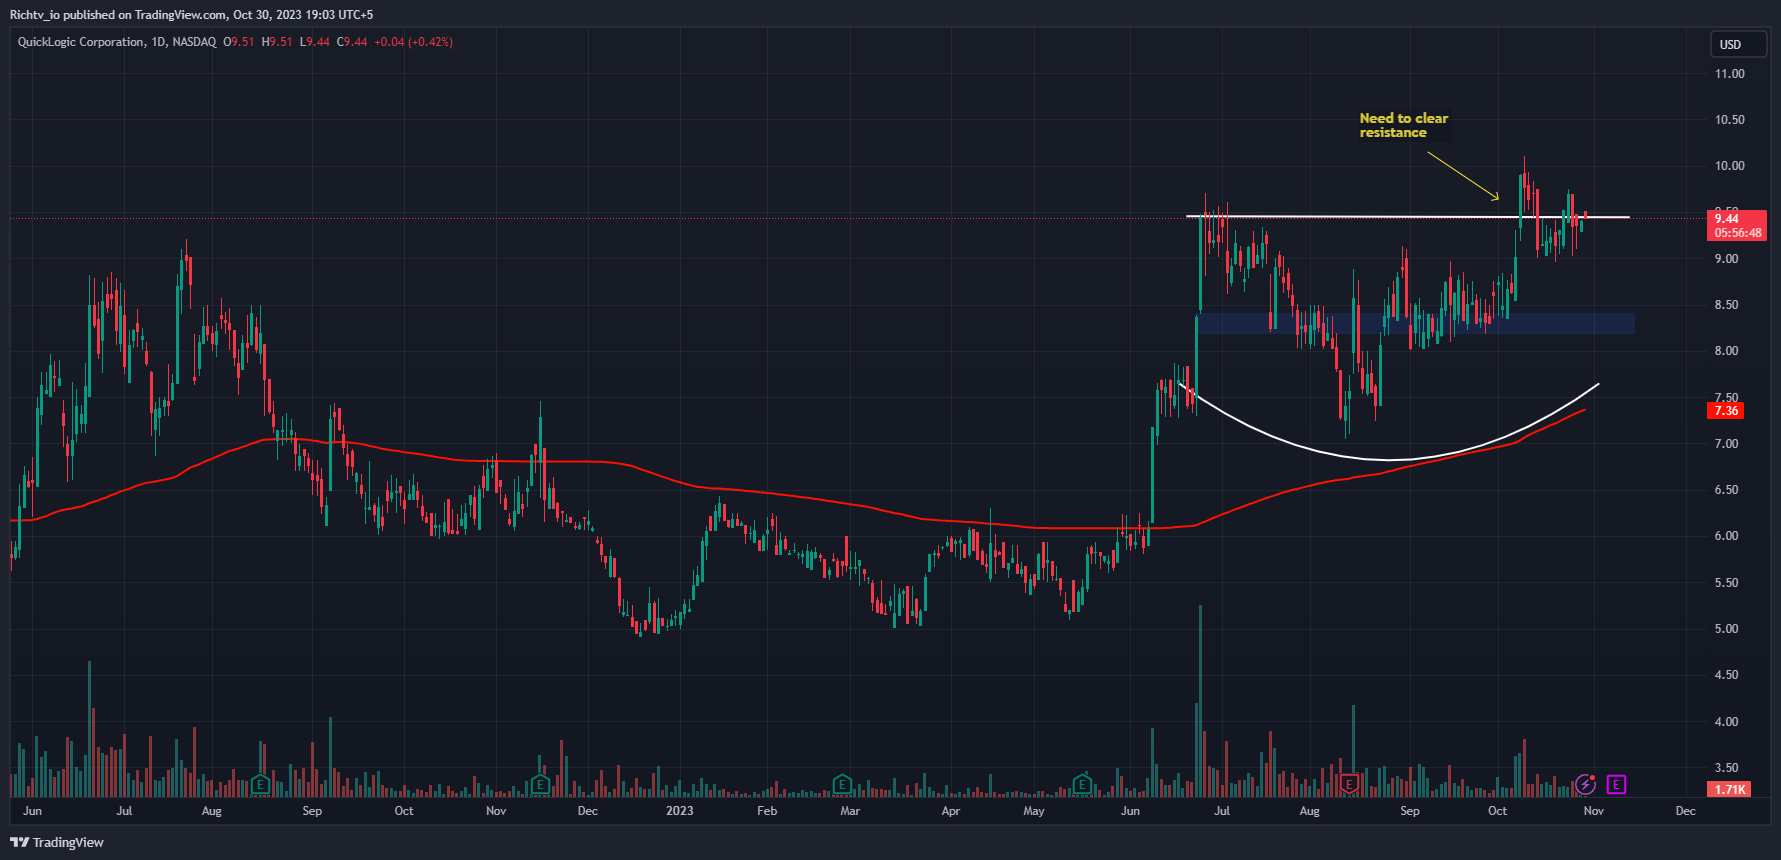 Richtv_io published on TradingView.com, Oct 30, 2023 19:03 UTC+5
QuickLogic Corporation, 1D, NASDAQ O9.51 H9.51 L9.44 C9.44 +0.04 (+0.42%)
USD
11.00
10.50
10.00
9.50
9.44
05:56:48
9.00
8.50
8.00
7.50
7.36
7.00
6.50
6.00
5.50
5.00
4.50
4.00
3.50
1.71K
Need to clear
resistance
E E E E E E
Jun Jul Aug Sep Oct Nov Dec 2023 Feb Mar Apr May Jun Jul Aug Sep Oct Nov Dec
TradingView